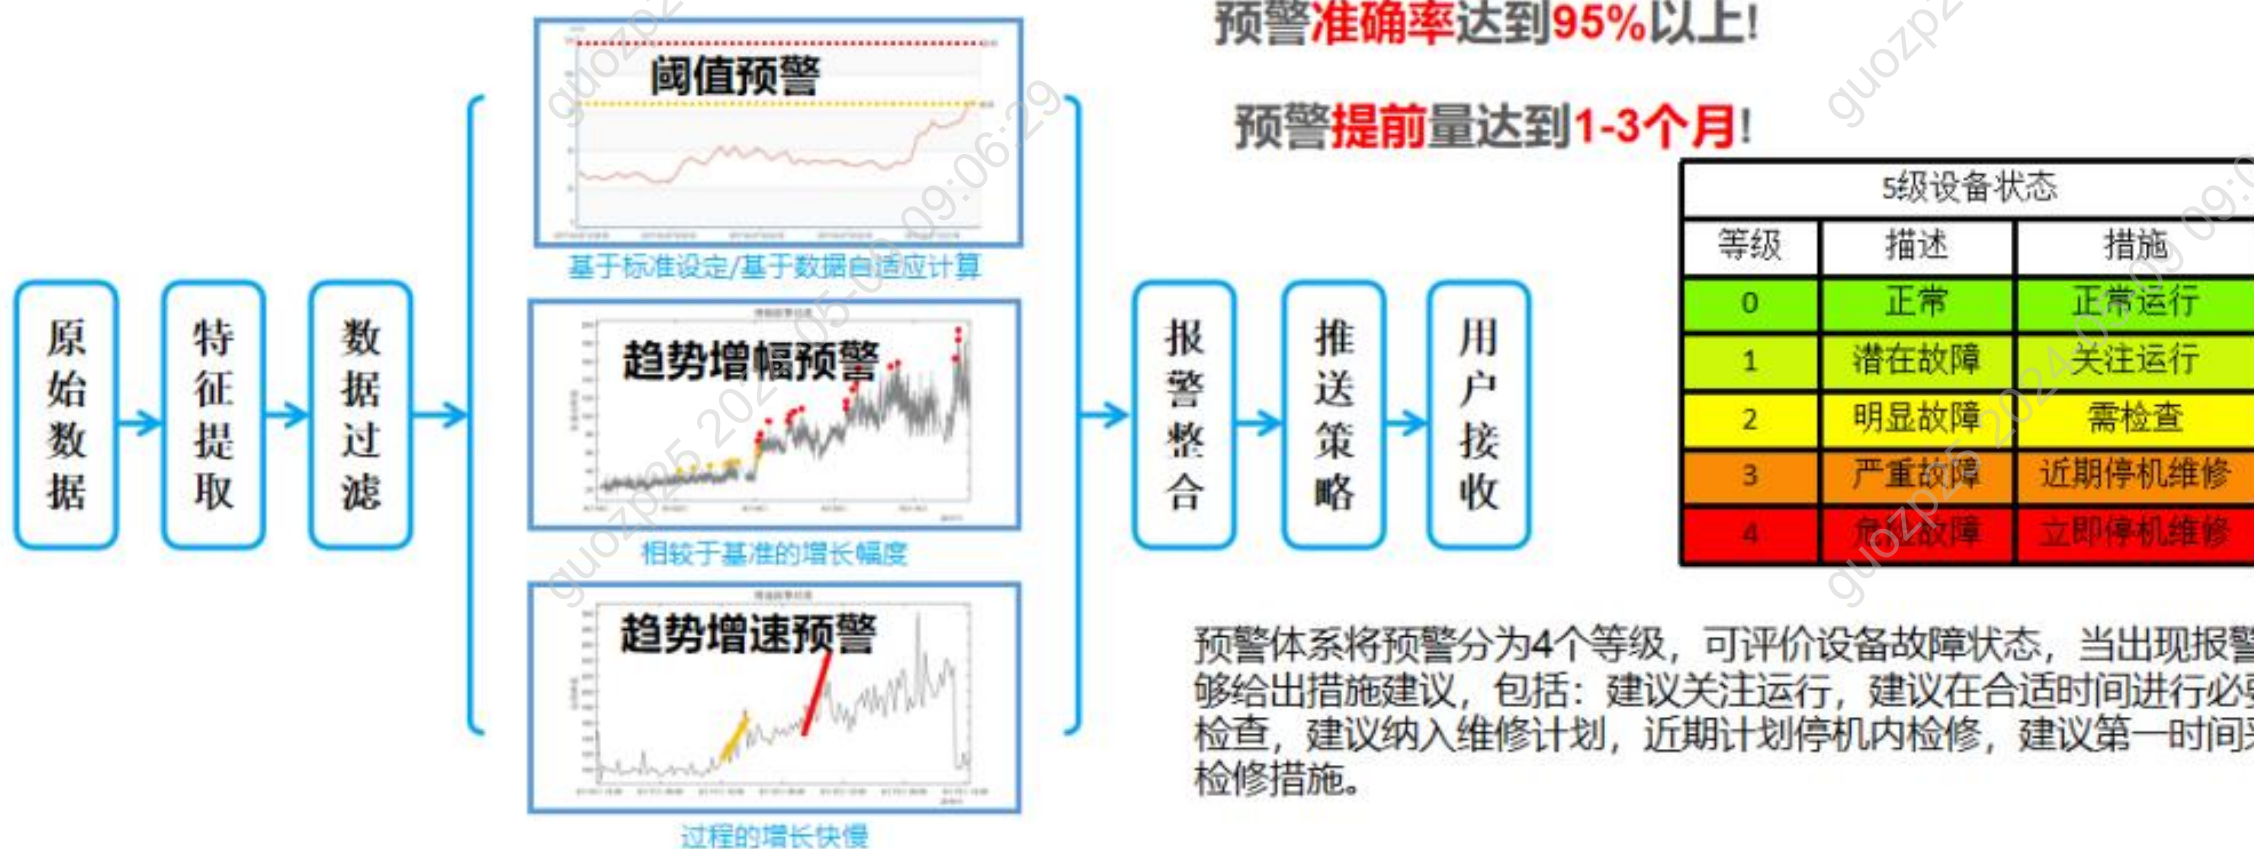 预警准确率达到95%以上!
预警提前量达到1-3个月!
原始数据
特征提取
数据过滤
阈值预警
基于标准设定/基于数据自适应计算
趋势增幅预警
相较于基准的增长幅度
趋势增速预警
过程的增长快慢
报警整合
推送策略
用户接收
5级设备状态
等级 描述 措施
0 正常 正常运行
1 潜在故障 关注运行
2 明显故障 需检查
3 严重故障 近期停机维修
4 危险故障 立即停机维修
预警体系将预警分为4个等级，可评价设备故障状态，当出现报警
够给出措施建议，包括：建议关注运行，建议在合适时间进行必要
检查，建议纳入维修计划，近期计划停机内检修，建议第一时间采
检修措施。